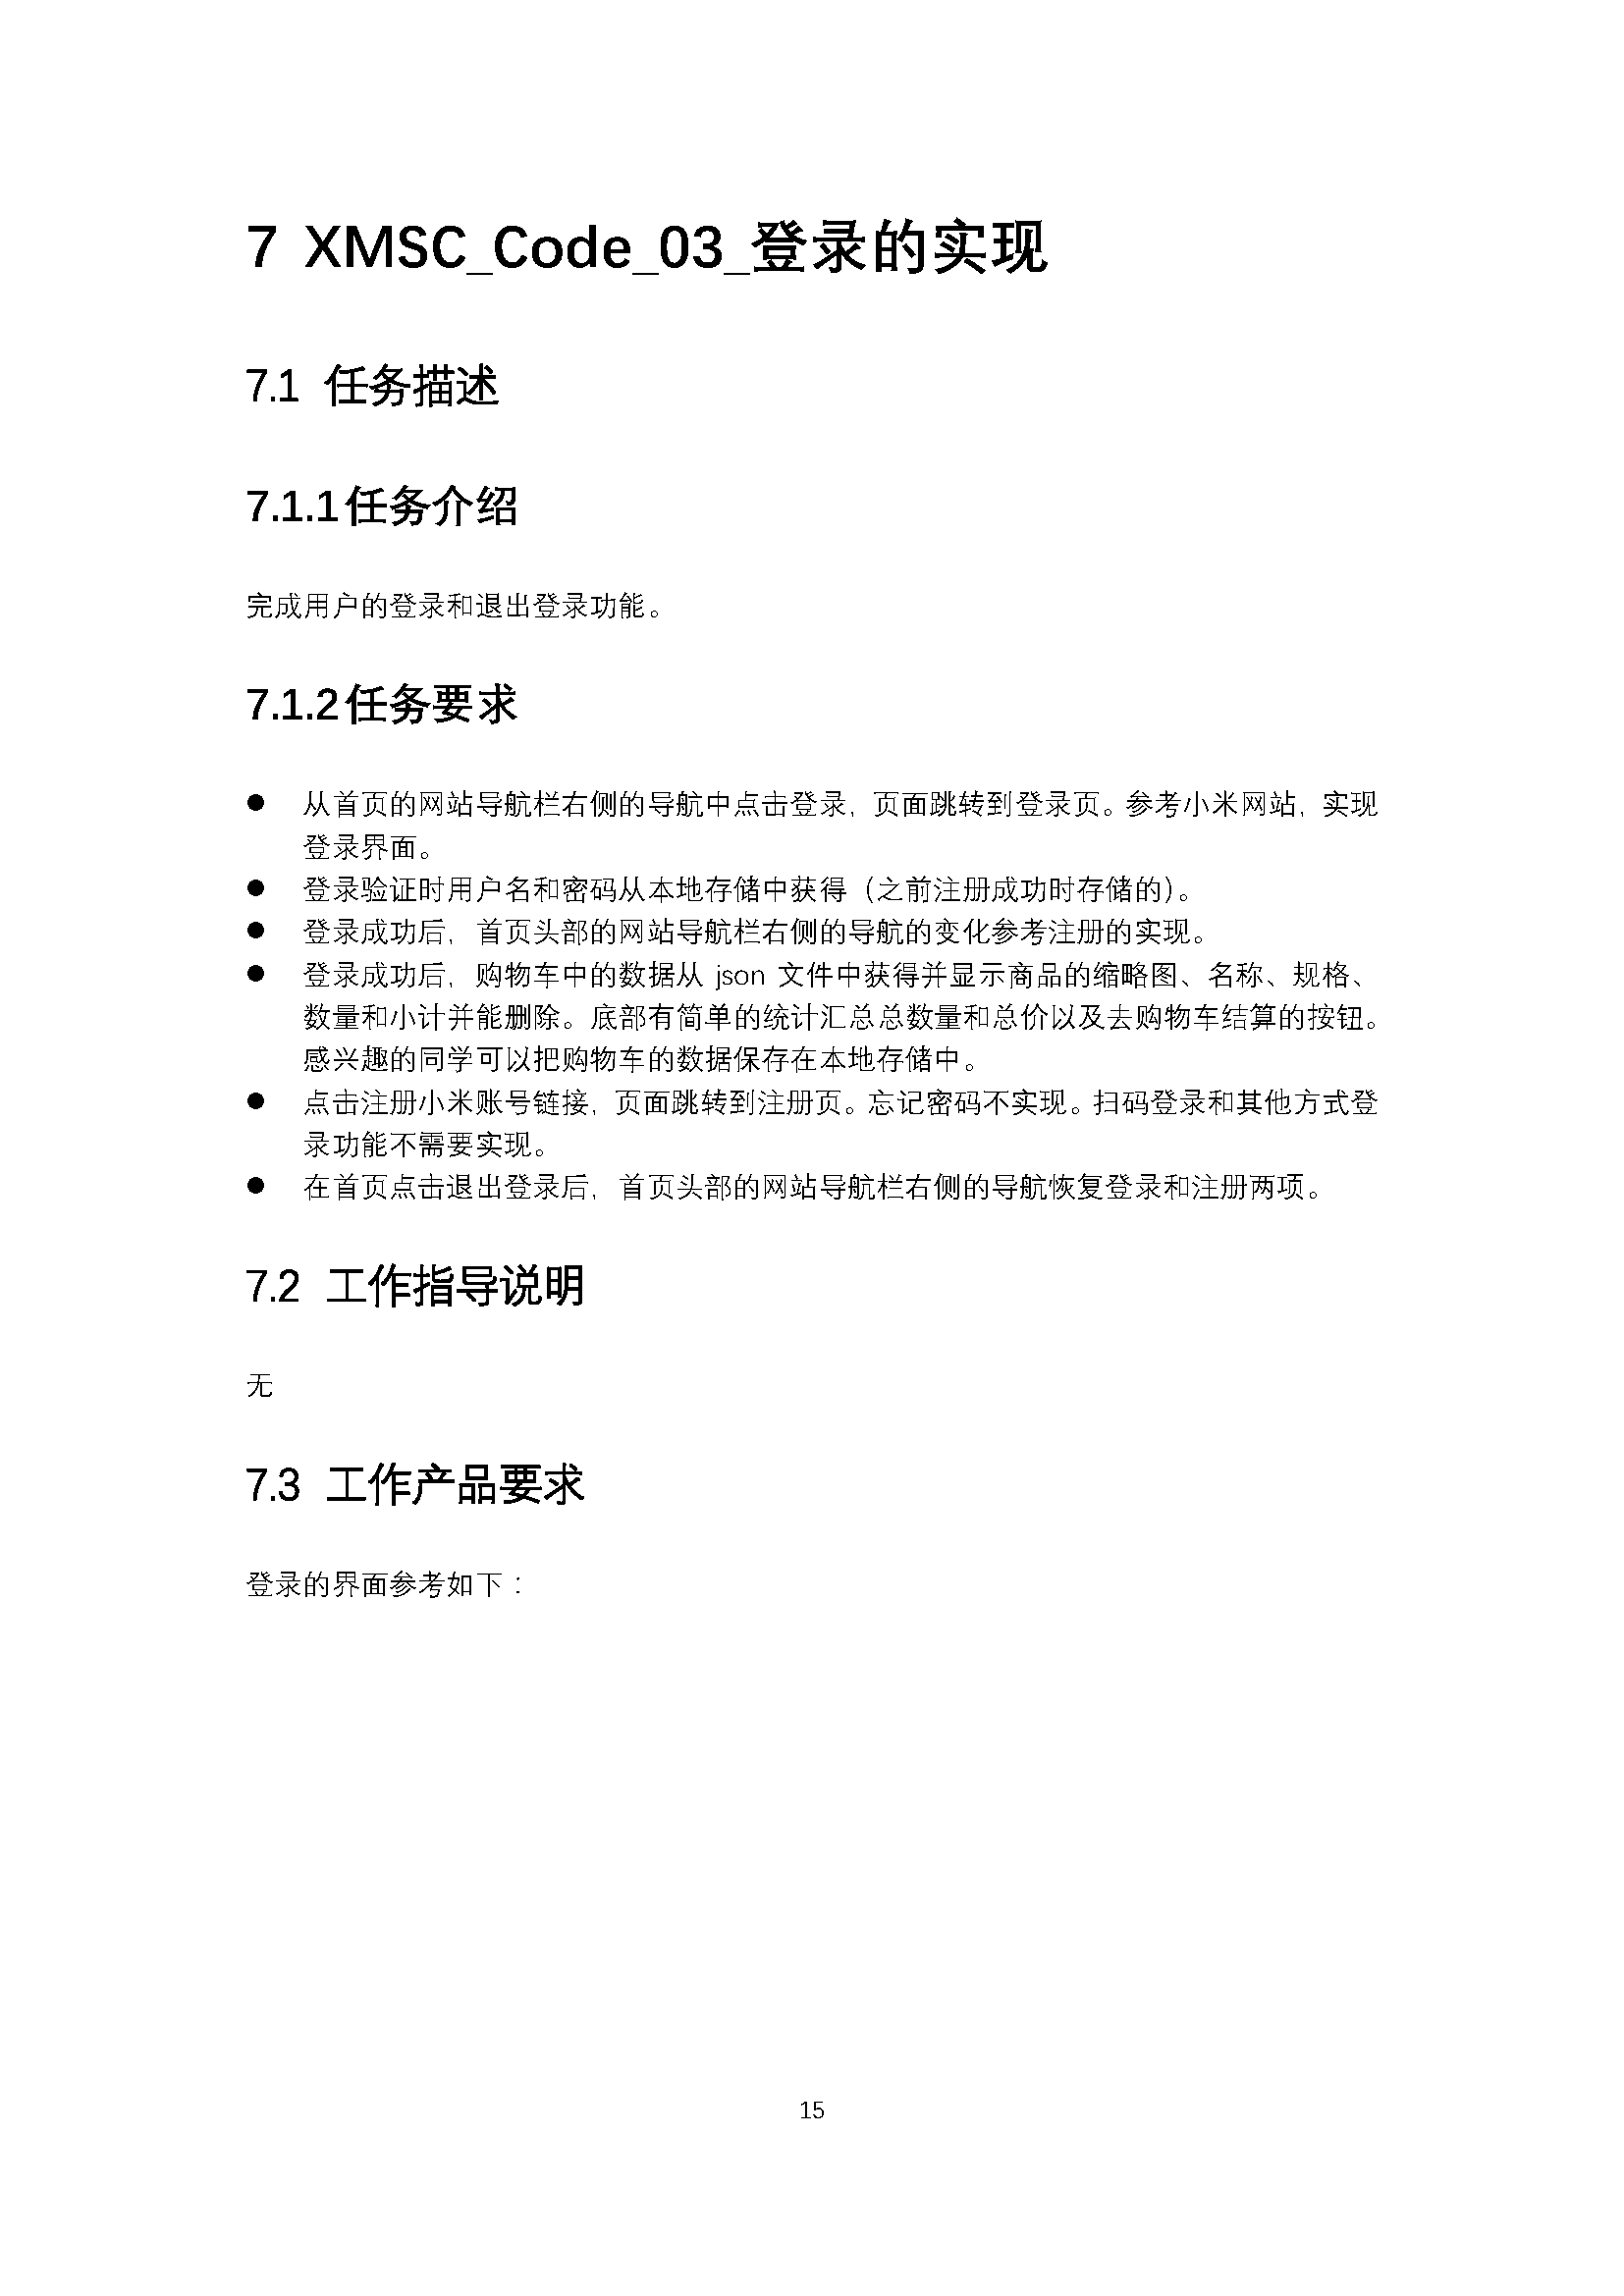 7 XMSC_Code_03_登录的实现
7.1 任务描述
7.1.1任务介绍
完成用户的登录和退出登录功能。
7.1.2任务要求
● 从首页的网站导航栏右侧的导航中点击登录，页面跳转到登录页。参考小米网站，实现
登录界面。
● 登录验证时用户名和密码从本地存储中获得（之前注册成功时存储的）。
● 登录成功后，首页头部的网站导航栏右侧的导航的变化参考注册的实现。
● 登录成功后，购物车中的数据从 json 文件中获得并显示商品的缩略图、名称、规格、
数量和小计并能删除。底部有简单的统计汇总总数量和总价以及去购物车结算的按钮。
感兴趣的同学可以把购物车的数据保存在本地存储中。
● 点击注册小米账号链接，页面跳转到注册页。忘记密码不实现。扫码登录和其他方式登
录功能不需要实现。
● 在首页点击退出登录后，首页头部的网站导航栏右侧的导航恢复登录和注册两项。
7.2 工作指导说明
无
7.3 工作产品要求
登录的界面参考如下：
15